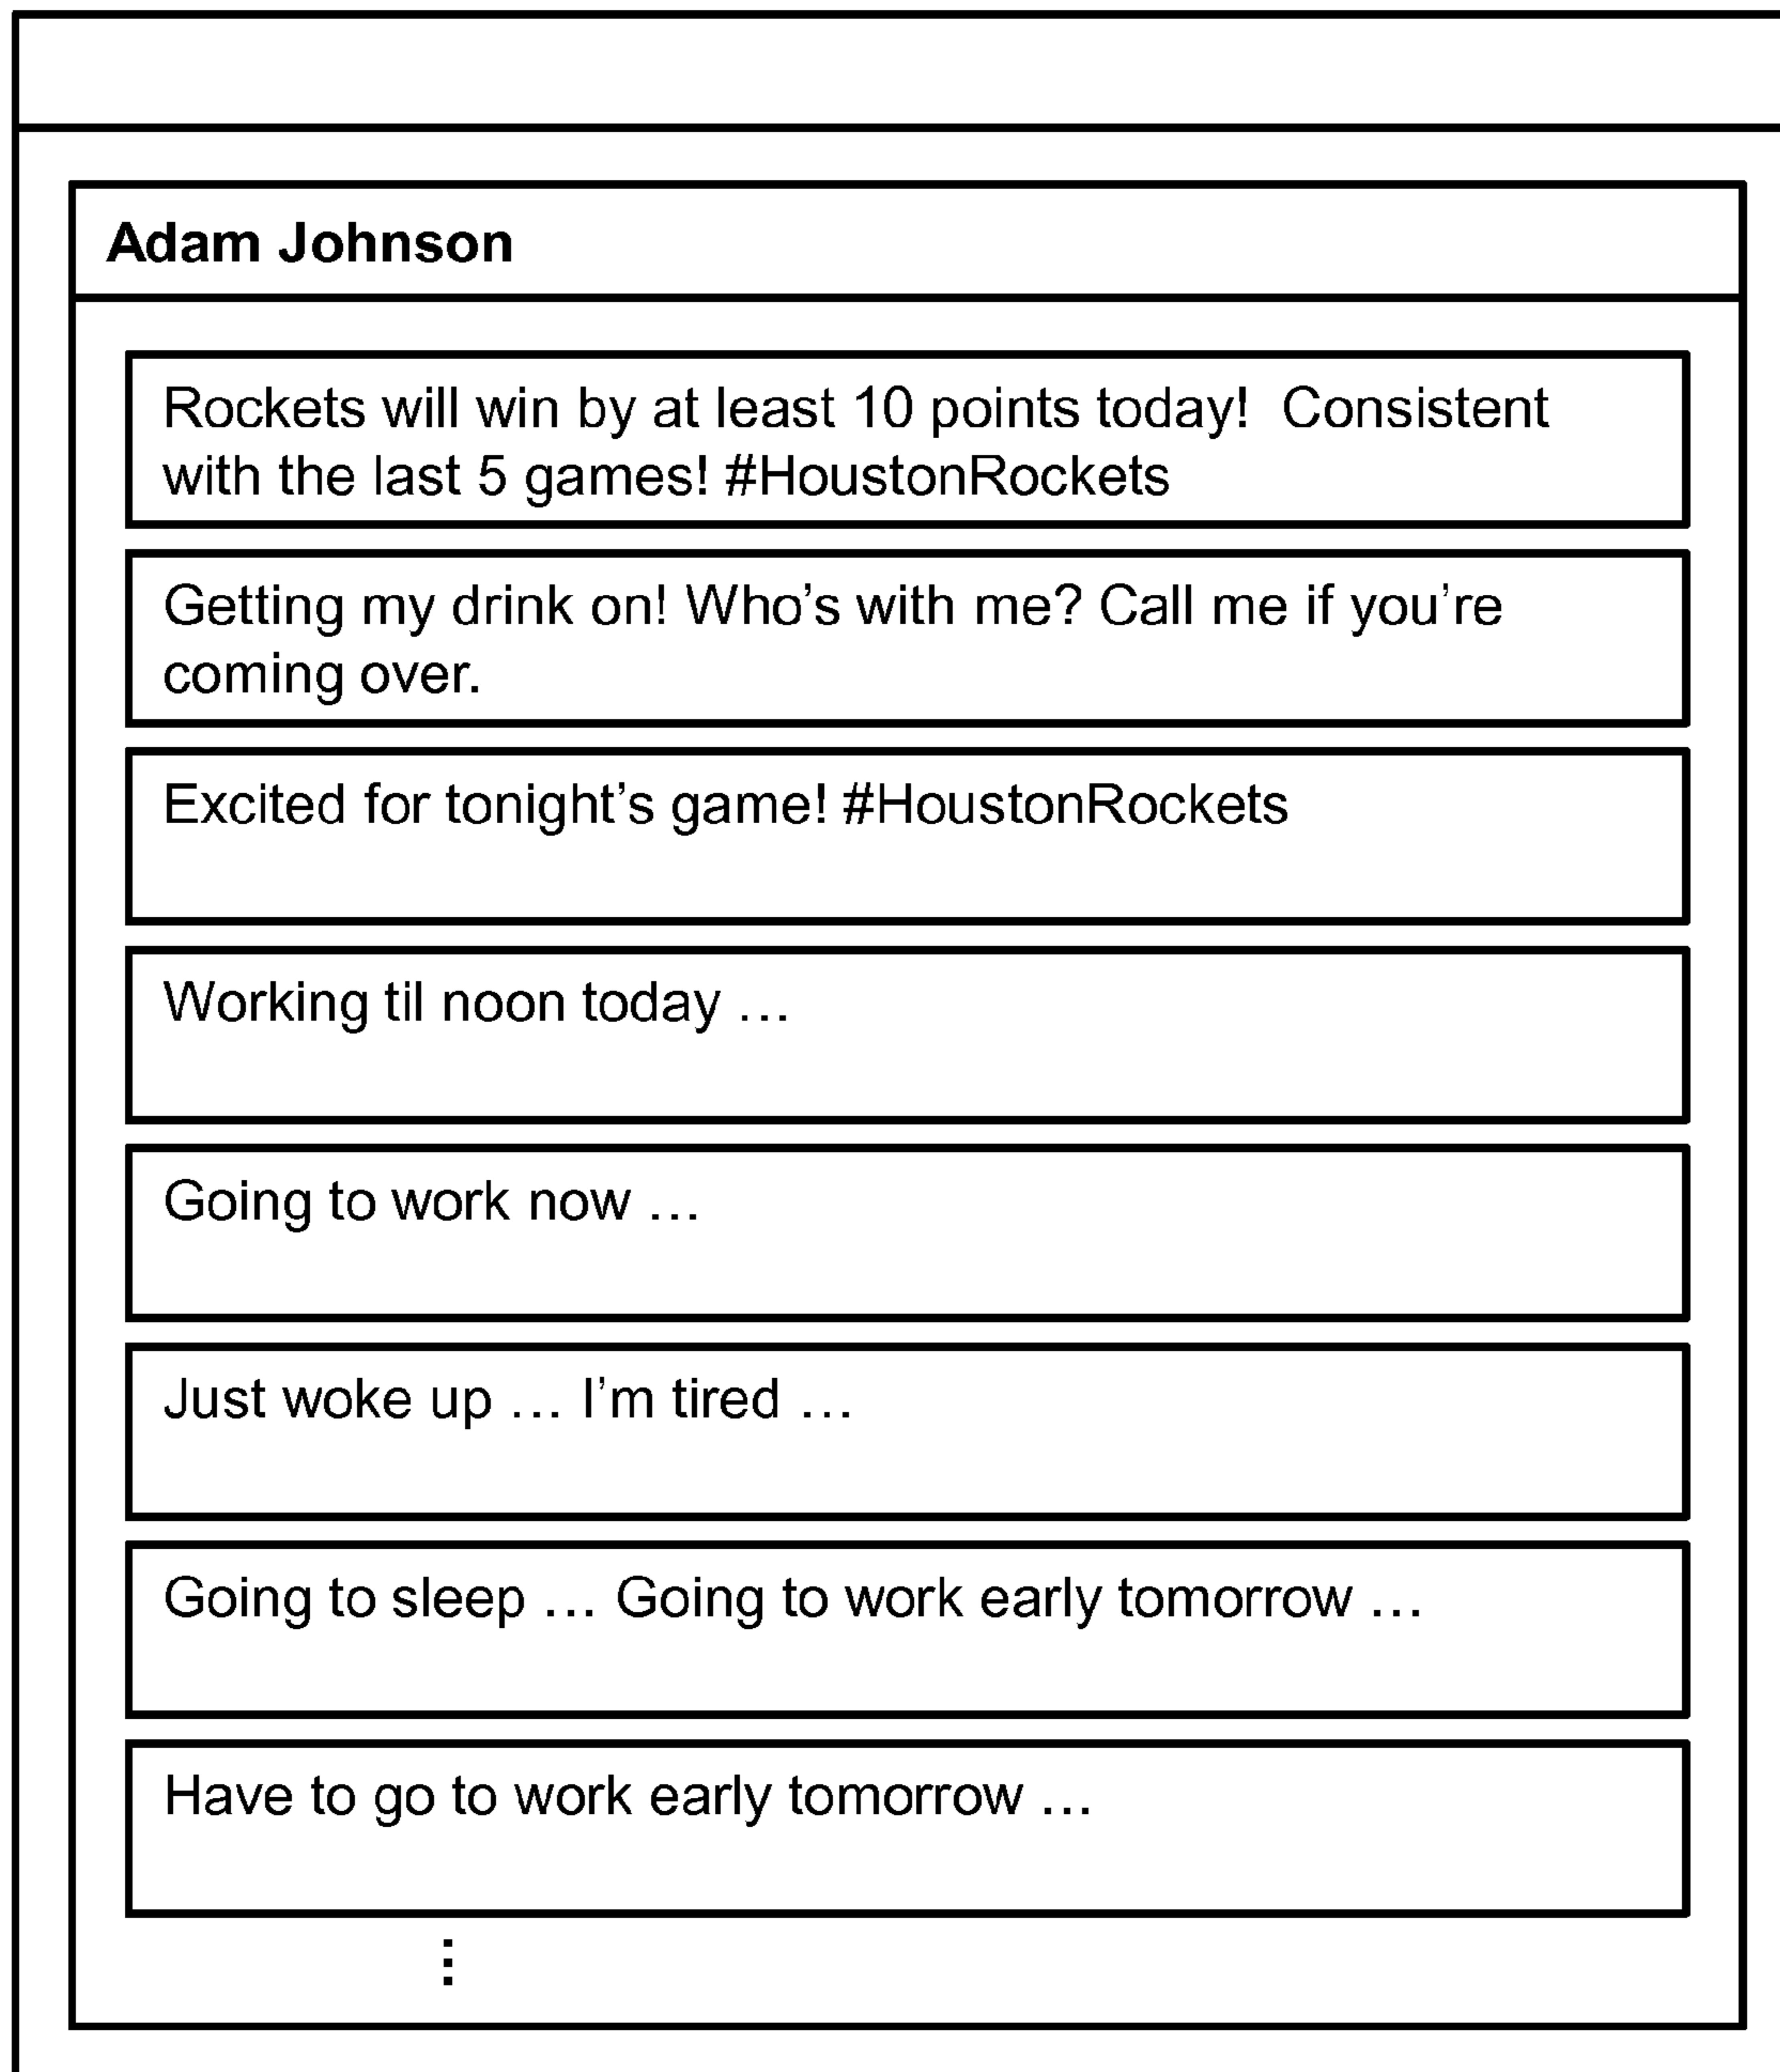 Adam Johnson
Rockets will win by at least 10 points today!  Consistent
with the last 5 games! #HoustonRockets
Getting my drink on! Who’s with me? Call me if you’re
coming over.
Excited for tonight’s game! #HoustonRockets
Working til noon today …
Going to work now …
Just woke up … I’m tired …
Going to sleep … Going to work early tomorrow …
Have to go to work early tomorrow …